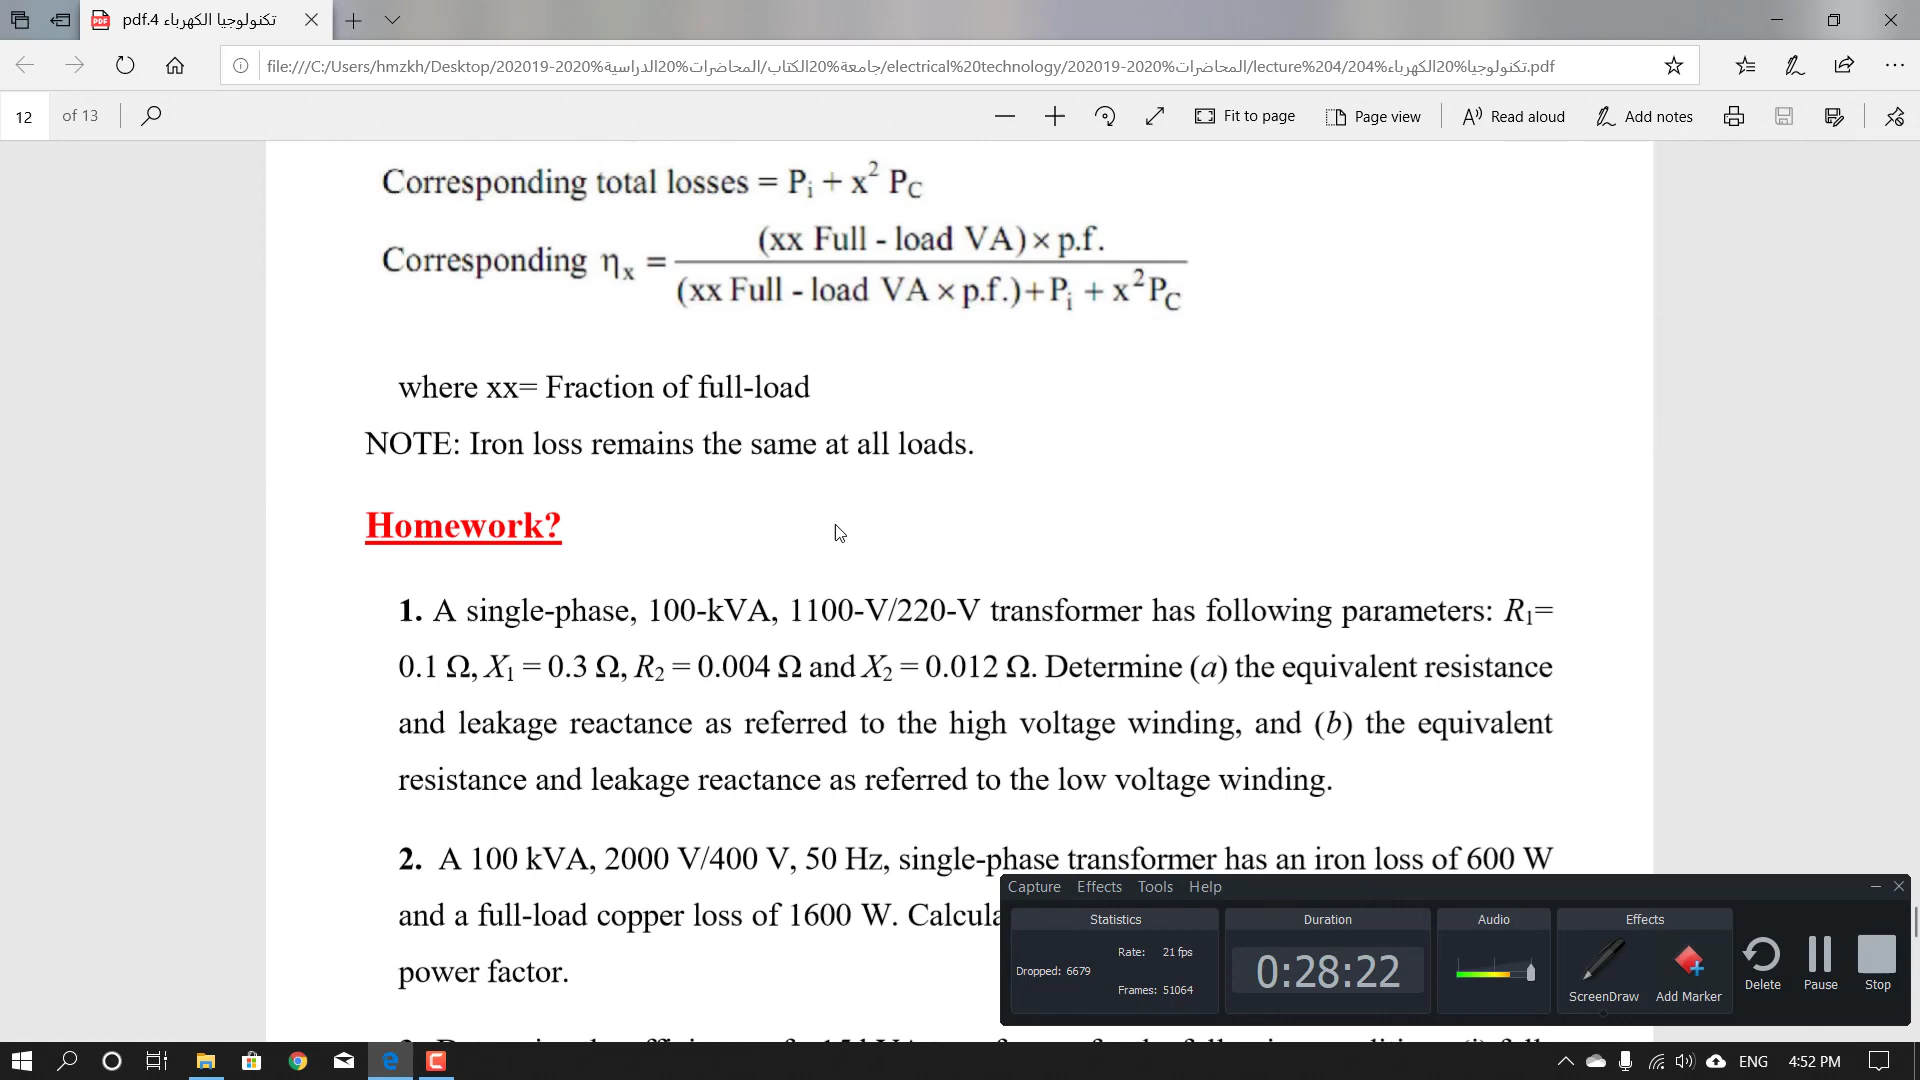 تكنولوجيا الكهرباء 4.pdf
file:///C:/Users/hmzkh/Desktop/202019-2020%المحاضرات%20الدراسية/جامعة%20الكتاب/المحاضرات%202019-2020/electrical%20technology/lecture%204/204%تكنولوجيا%20الكهرباء.pdf
12 of 13
Fit to page
Page view
Read aloud
Add notes
Corresponding total losses = Pi + x² PC
Corresponding ηx = (xx Full - load VA) × p.f.
(xx Full - load VA × p.f.) + Pi + x²PC
where xx= Fraction of full-load
NOTE: Iron loss remains the same at all loads.
Homework?
1. A single-phase, 100-kVA, 1100-V/220-V transformer has following parameters: R1=
0.1 Ω, X1 = 0.3 Ω, R2 = 0.004 Ω and X2 = 0.012 Ω. Determine (a) the equivalent resistance
and leakage reactance as referred to the high voltage winding, and (b) the equivalent
resistance and leakage reactance as referred to the low voltage winding.
2. A 100 kVA, 2000 V/400 V, 50 Hz, single-phase transformer has an iron loss of 600 W
and a full-load copper loss of 1600 W. Calcula
power factor.
Capture Effects Tools Help
Statistics
Dropped: 6679
Rate: 21 fps
Frames: 51064
Duration
0:28:22
Audio
Effects
ScreenDraw
Add Marker
Delete
Pause
Stop
ENG
4:52 PM